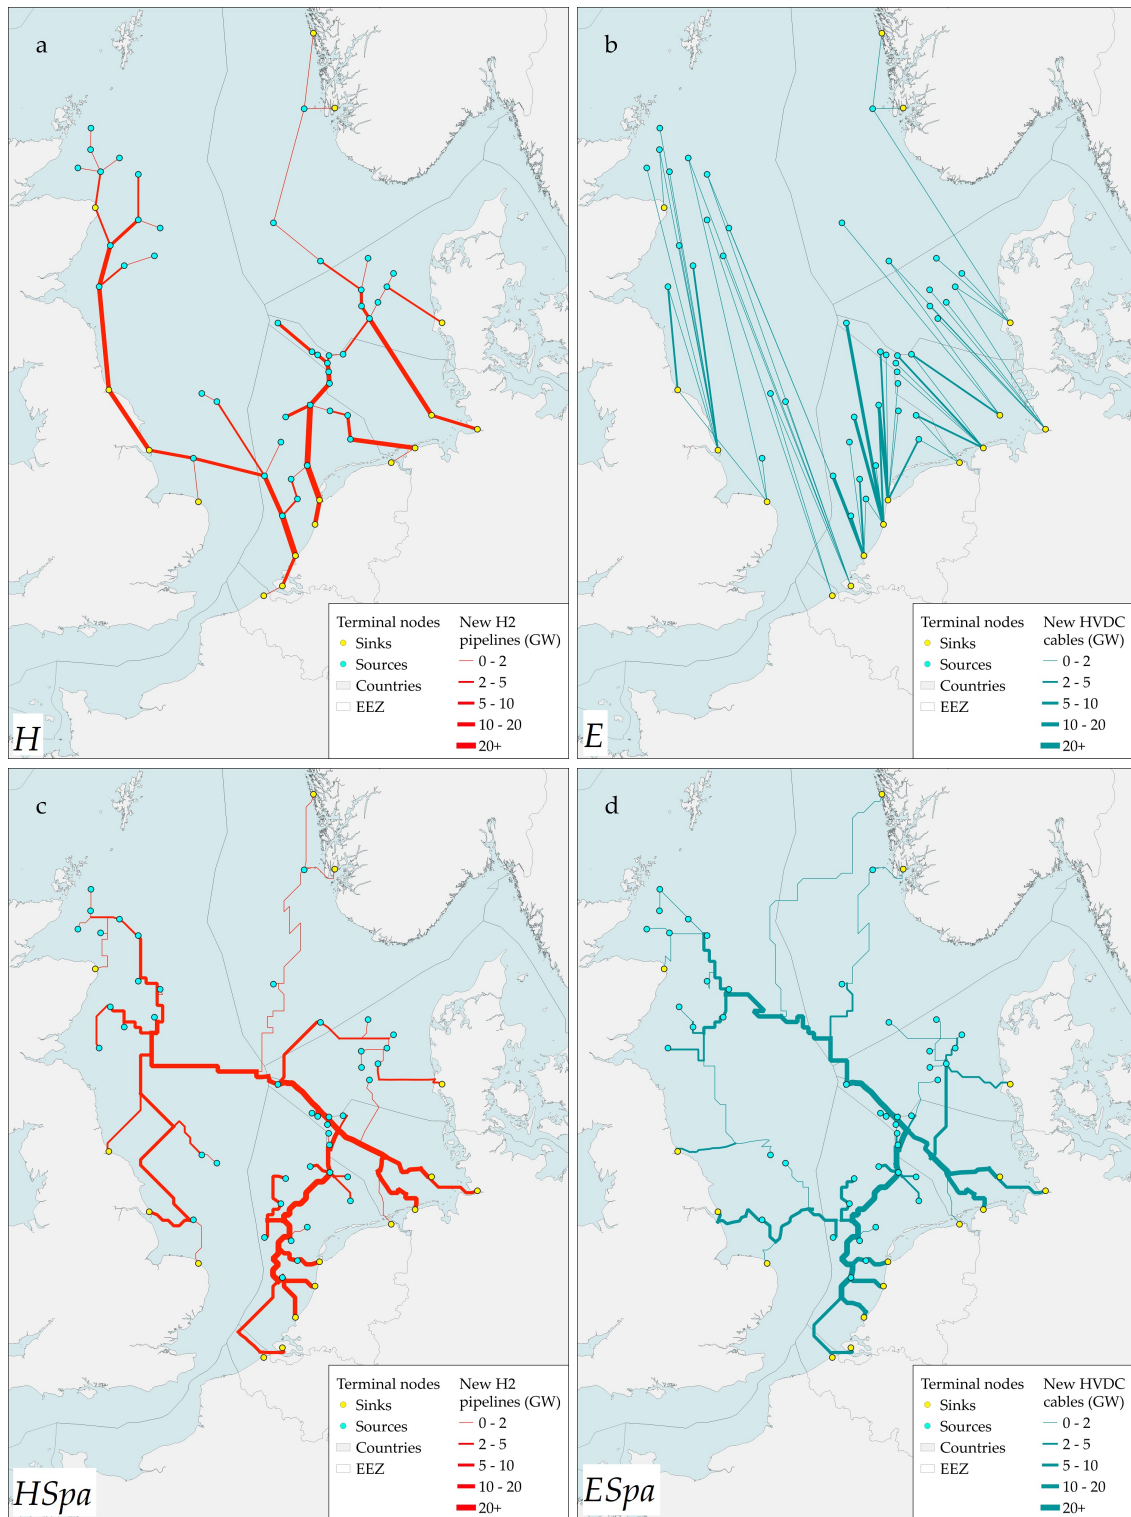 a
Terminal nodes
Sinks
Sources
Countries
EEZ
New H2
pipelines (GW)
0 - 2
2 - 5
5 - 10
10 - 20
20+
H
b
Terminal nodes
Sinks
Sources
Countries
EEZ
New HVDC
cables (GW)
0 - 2
2 - 5
5 - 10
10 - 20
20+
E
c
Terminal nodes
Sinks
Sources
Countries
EEZ
New H2
pipelines (GW)
0 - 2
2 - 5
5 - 10
10 - 20
20+
HSpa
d
Terminal nodes
Sinks
Sources
Countries
EEZ
New HVDC
cables (GW)
0 - 2
2 - 5
5 - 10
10 - 20
20+
ESpa